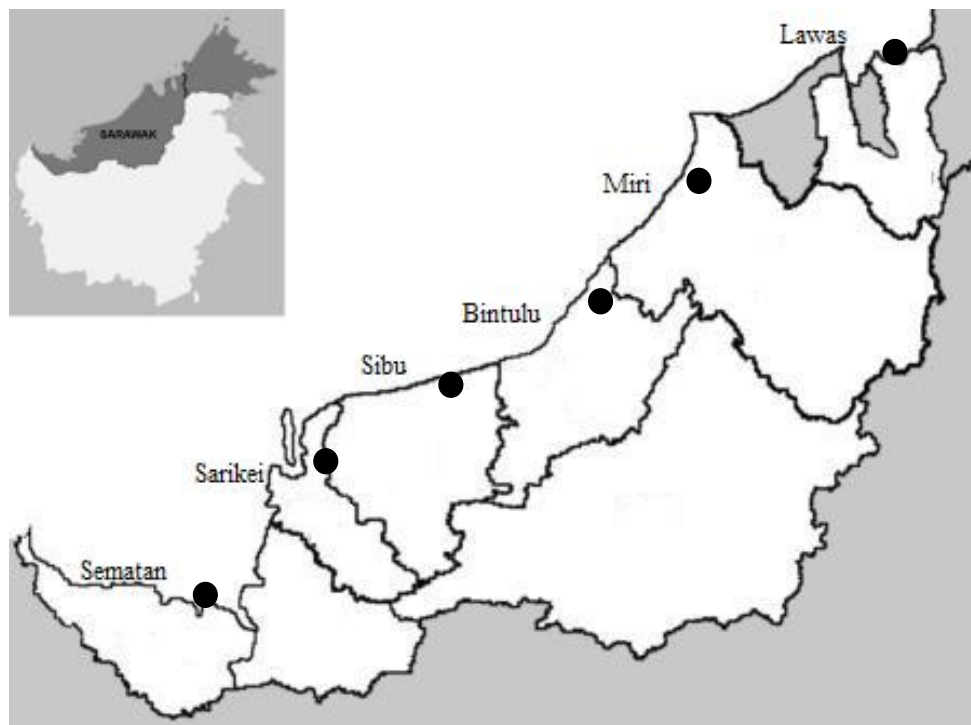 Lawas
SARAWAK
Miri
Bintulu
Sibu
Sarikei
Sematan